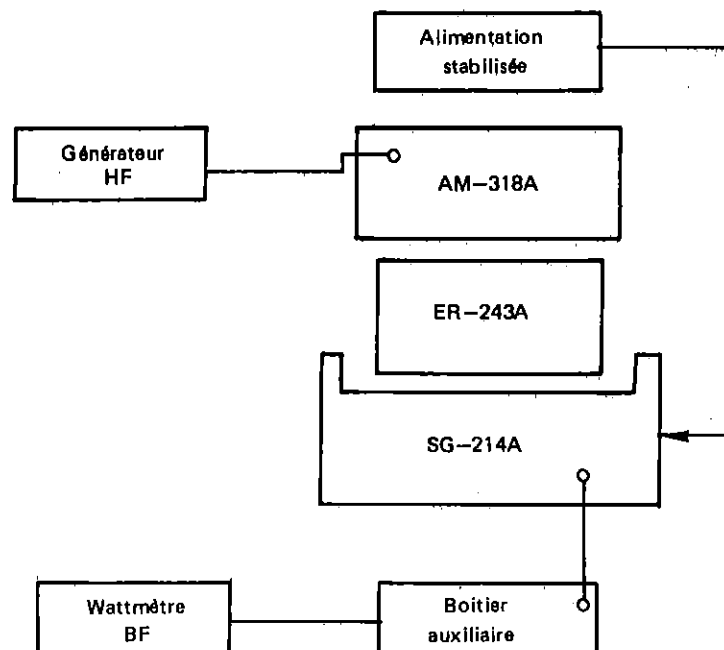 Alimentation
stabilisée
Générateur
HF
AM-318A
ER-243A
SG-214A
Wattmètre
BF
Boitier
auxiliaire